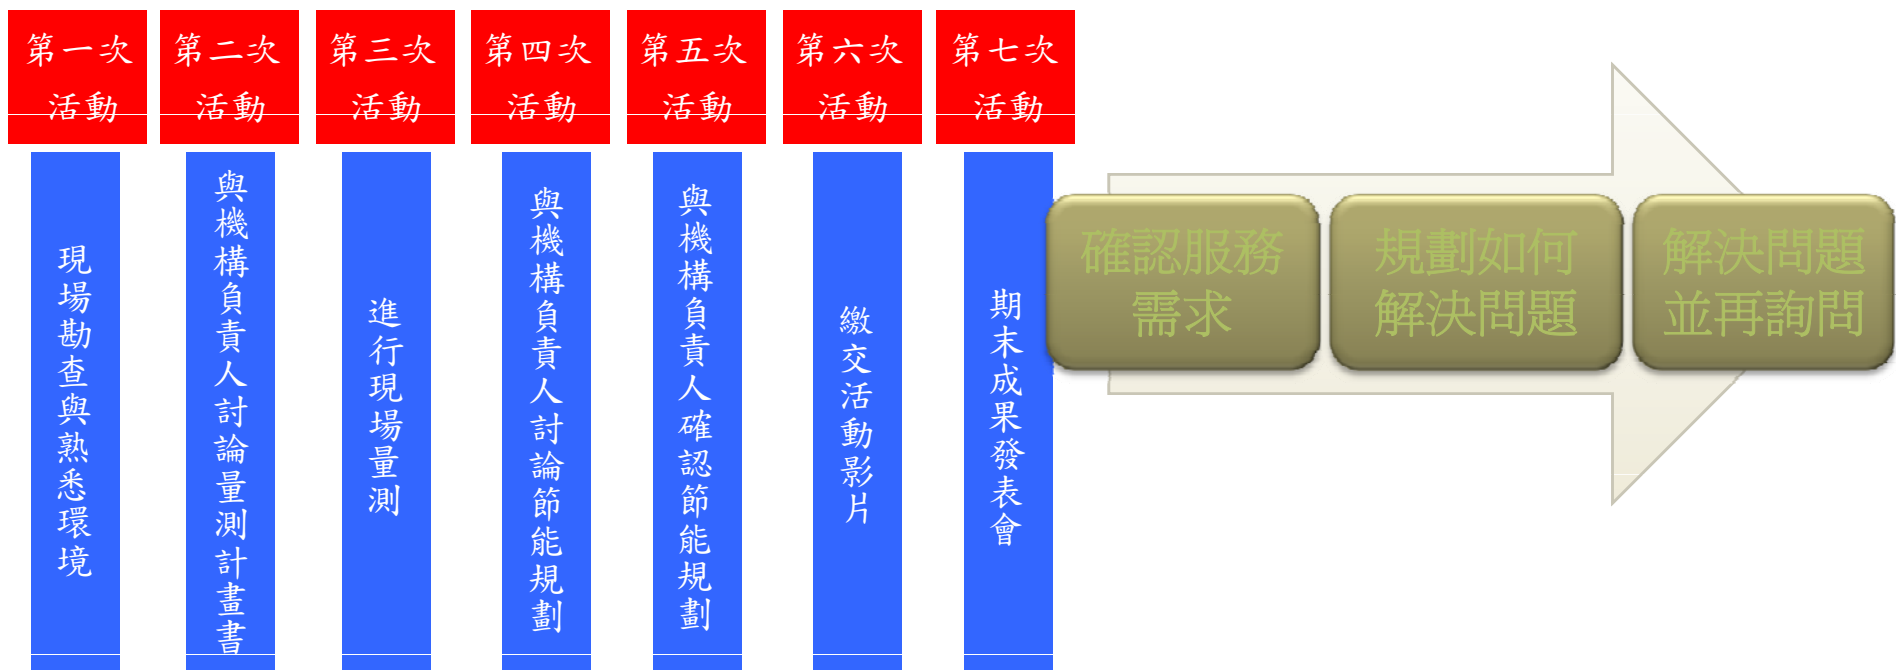 第一次
活動
第二次
活動
第三次
活動
第四次
活動
第五次
活動
第六次
活動
第七次
活動
現場勘查與熟悉環境
與機構負責人討論量測計畫書
進行現場量測
與機構負責人討論節能規劃
與機構負責人確認節能規劃
繳交活動影片
期末成果發表會
確認服務
需求
規劃如何
解決問題
解決問題
並再詢問